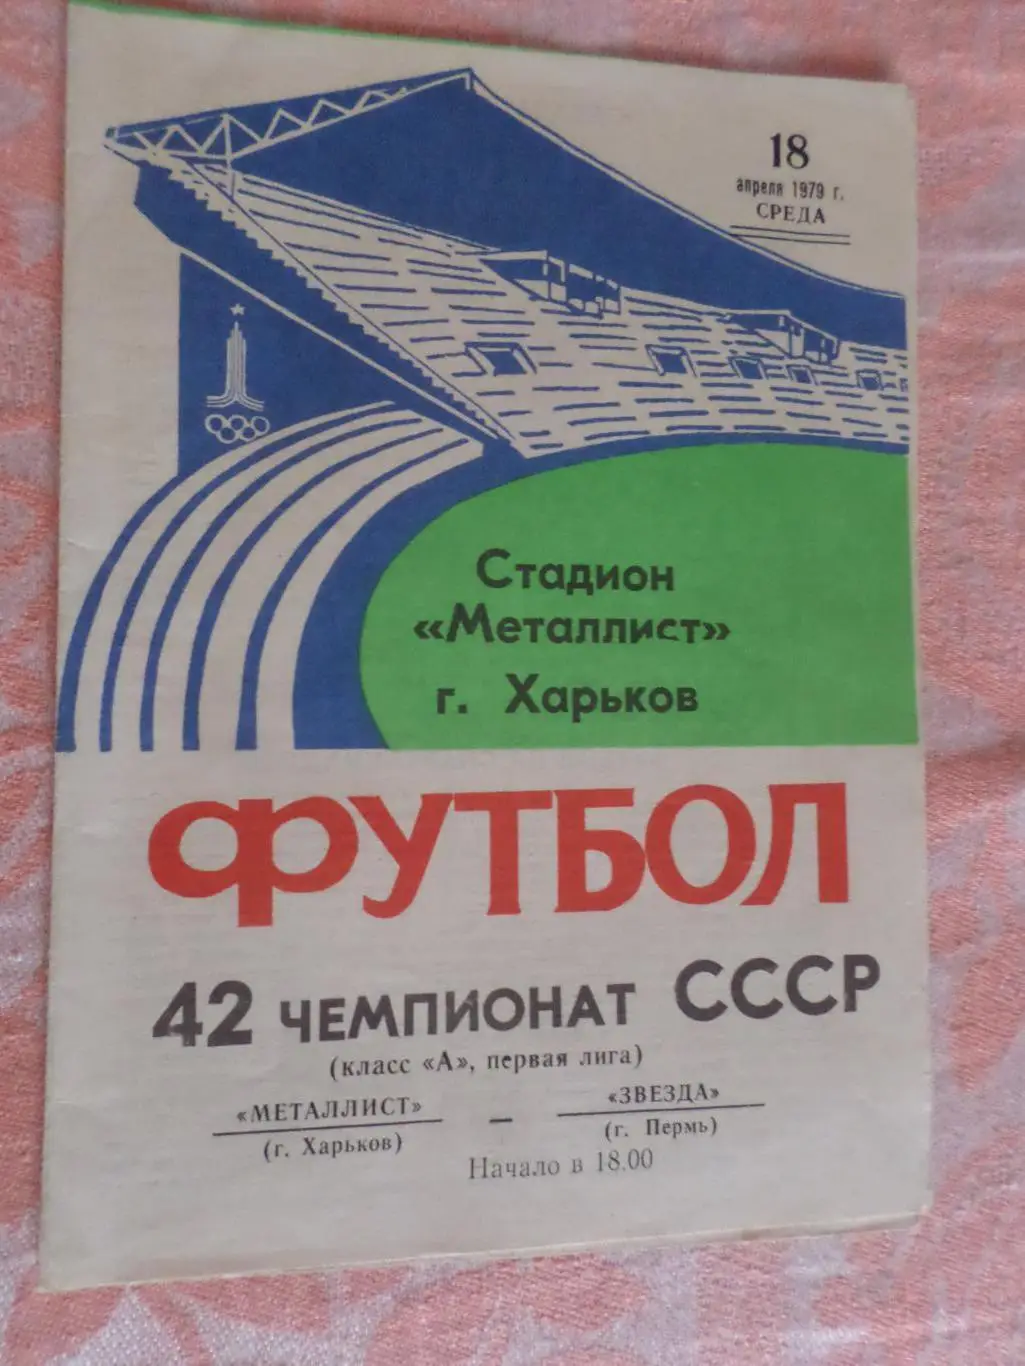 18
апреля 1979 г.
СРЕДА
Стадион
«Металлист»
г. Харьков
ФУТБОЛ
42 ЧЕМПИОНАТ СССР
(класс «А», первая лига)
«МЕТАЛЛИСТ» — «ЗВЕЗДА»
(г. Харьков) (г. Пермь)
Начало в 18.00